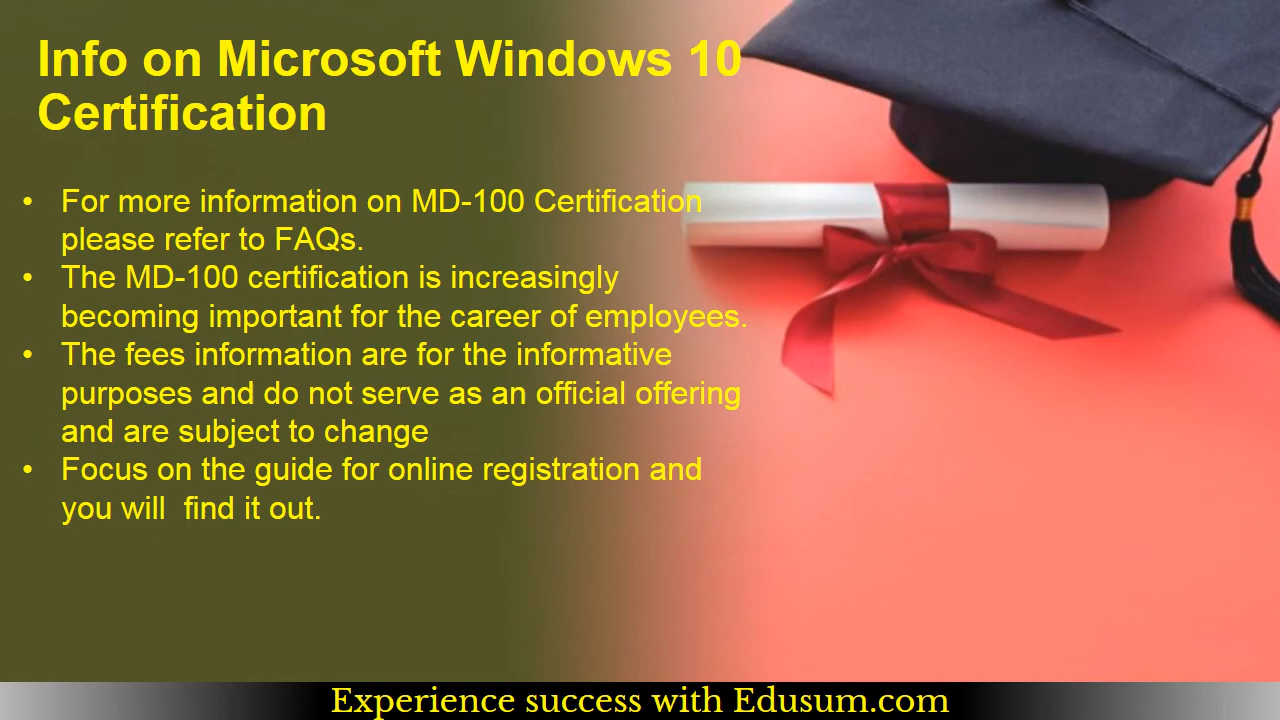 Info on Microsoft Windows 10
Certification
• For more information on MD-100 Certification
please refer to FAQs.
• The MD-100 certification is increasingly
becoming important for the career of employees.
• The fees information are for the informative
purposes and do not serve as an official offering
and are subject to change
• Focus on the guide for online registration and
you will  find it out.
Experience success with Edusum.com